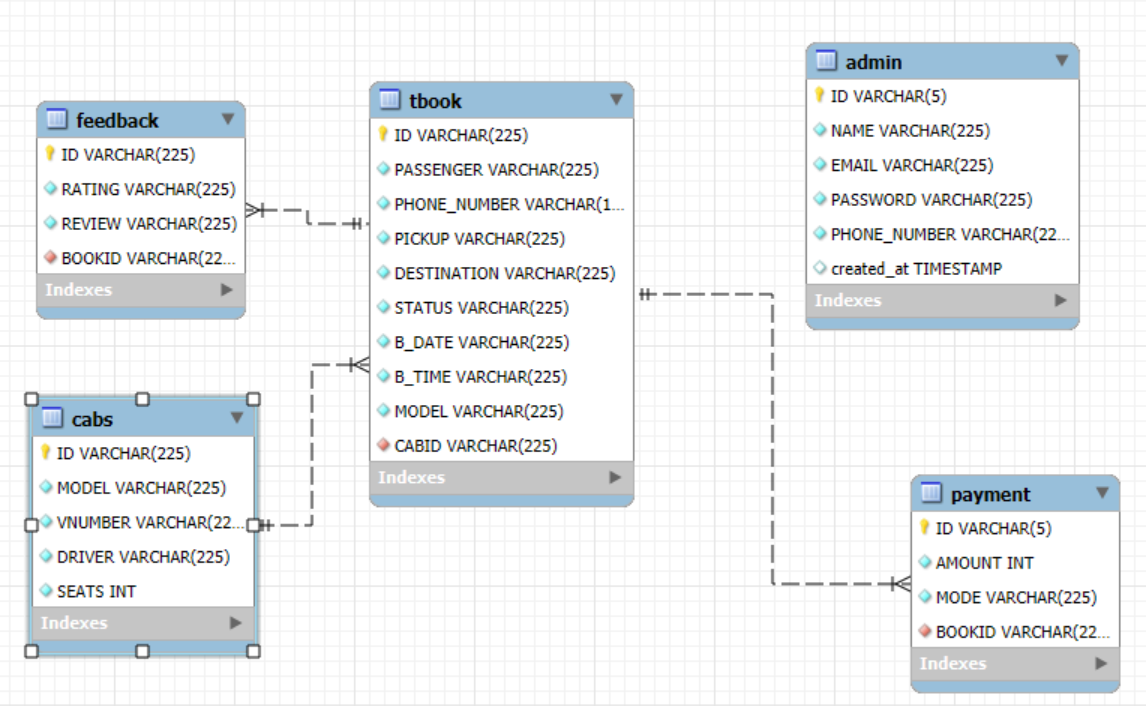 feedback
ID VARCHAR(225)
RATING VARCHAR(225)
REVIEW VARCHAR(225)
BOOKID VARCHAR(22...
Indexes
tbook
ID VARCHAR(225)
PASSENGER VARCHAR(225)
PHONE_NUMBER VARCHAR(1...
PICKUP VARCHAR(225)
DESTINATION VARCHAR(225)
STATUS VARCHAR(225)
B_DATE VARCHAR(225)
B_TIME VARCHAR(225)
MODEL VARCHAR(225)
CABID VARCHAR(225)
Indexes
admin
ID VARCHAR(5)
NAME VARCHAR(225)
EMAIL VARCHAR(225)
PASSWORD VARCHAR(225)
PHONE_NUMBER VARCHAR(22...
created_at TIMESTAMP
Indexes
cabs
ID VARCHAR(225)
MODEL VARCHAR(225)
VNUMBER VARCHAR(22...
DRIVER VARCHAR(225)
SEATS INT
Indexes
payment
ID VARCHAR(5)
AMOUNT INT
MODE VARCHAR(225)
BOOKID VARCHAR(22...
Indexes